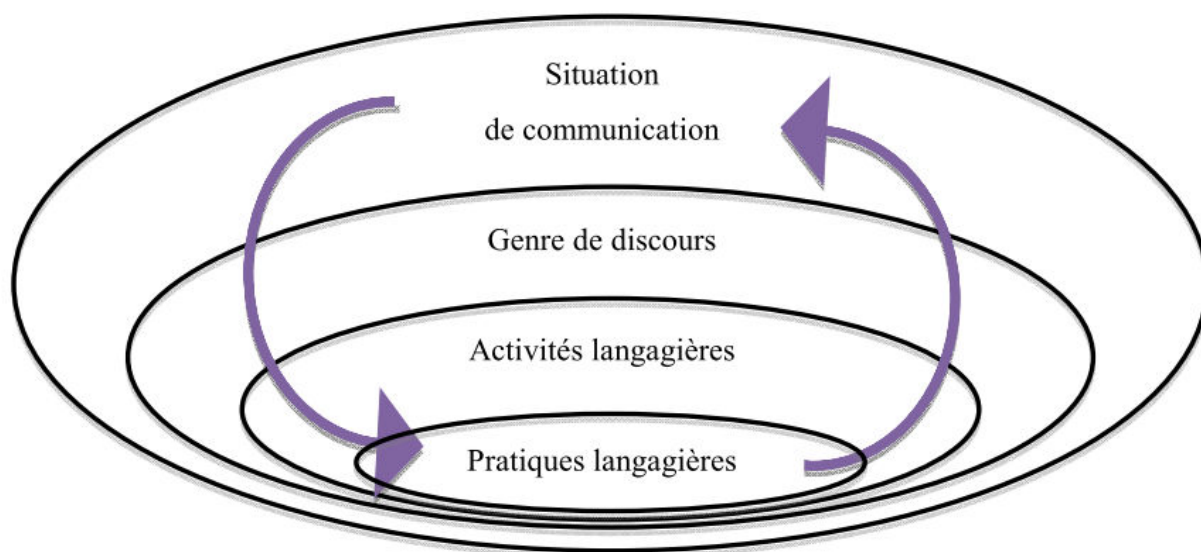 Situation
de communication
Genre de discours
Activités langagières
Pratiques langagières